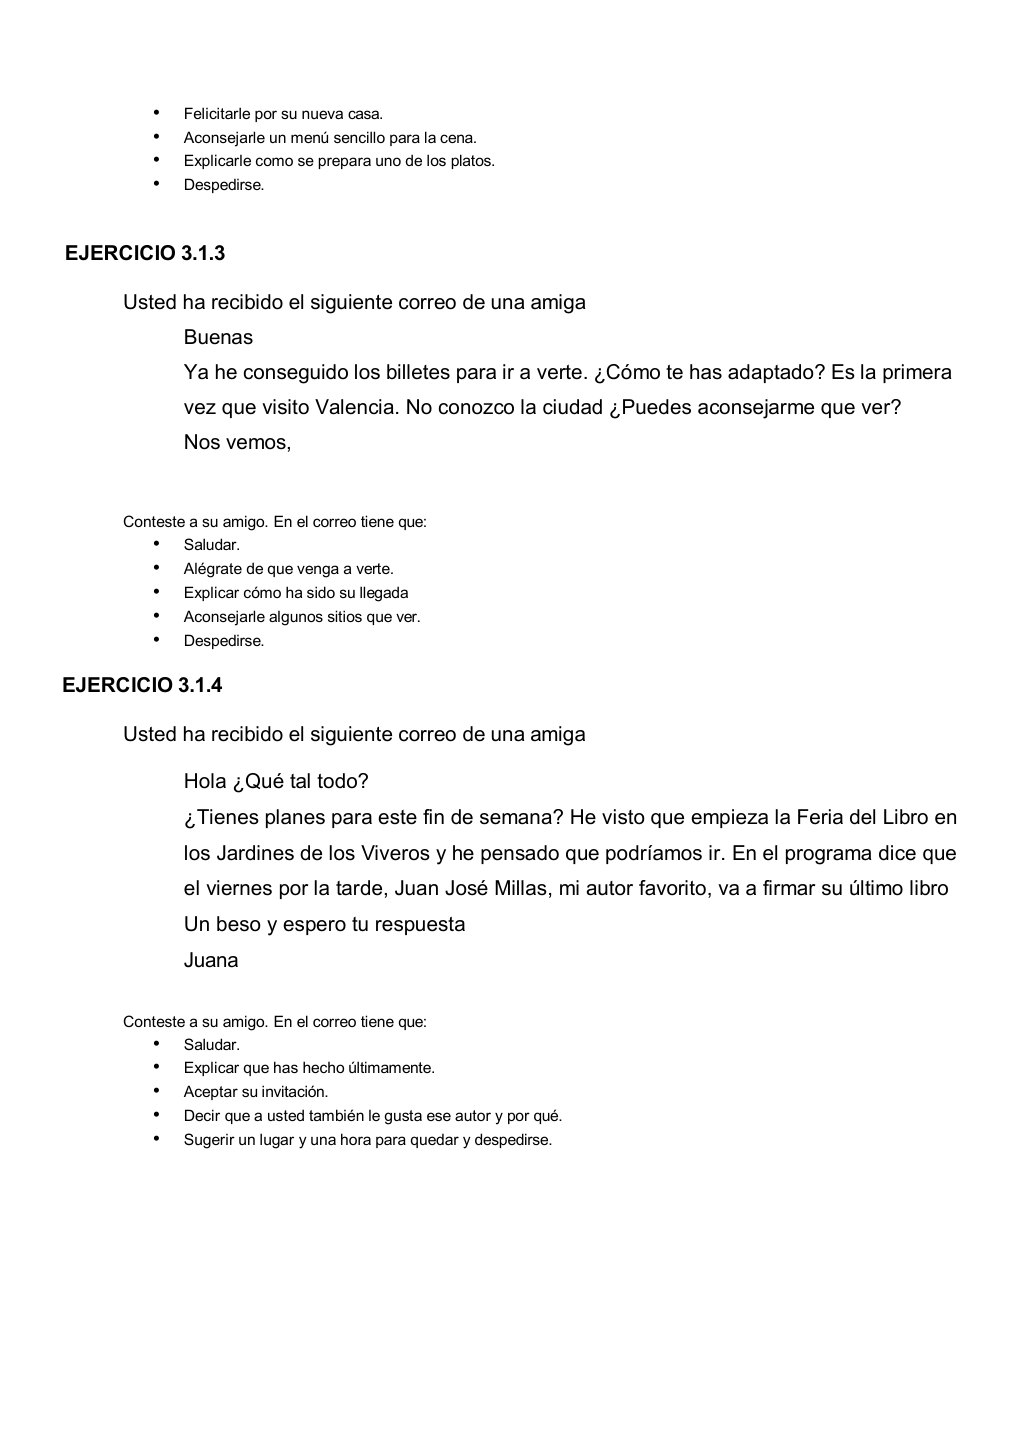 • Felicitarle por su nueva casa.
• Aconsejarle un menú sencillo para la cena.
• Explicarle como se prepara uno de los platos.
• Despedirse.
EJERCICIO 3.1.3
Usted ha recibido el siguiente correo de una amiga
Buenas
Ya he conseguido los billetes para ir a verte. ¿Cómo te has adaptado? Es la primera
vez que visito Valencia. No conozco la ciudad ¿Puedes aconsejarme que ver?
Nos vemos,
Conteste a su amigo. En el correo tiene que:
• Saludar.
• Alégrate de que venga a verte.
• Explicar cómo ha sido su llegada
• Aconsejarle algunos sitios que ver.
• Despedirse.
EJERCICIO 3.1.4
Usted ha recibido el siguiente correo de una amiga
Hola ¿Qué tal todo?
¿Tienes planes para este fin de semana? He visto que empieza la Feria del Libro en
los Jardines de los Viveros y he pensado que podríamos ir. En el programa dice que
el viernes por la tarde, Juan José Millas, mi autor favorito, va a firmar su último libro
Un beso y espero tu respuesta
Juana
Conteste a su amigo. En el correo tiene que:
• Saludar.
• Explicar que has hecho últimamente.
• Aceptar su invitación.
• Decir que a usted también le gusta ese autor y por qué.
• Sugerir un lugar y una hora para quedar y despedirse.